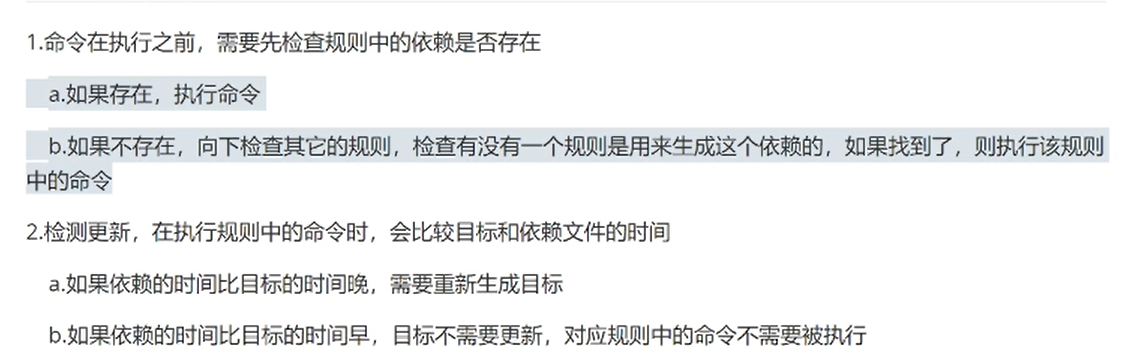 1.命令在执行之前，需要先检查规则中的依赖是否存在
a.如果存在，执行命令
b.如果不存在，向下检查其它的规则，检查有没有一个规则是用来生成这个依赖的，如果找到了，则执行该规则
中的命令
2.检测更新，在执行规则中的命令时，会比较目标和依赖文件的时间
a.如果依赖的时间比目标的时间晚，需要重新生成目标
b.如果依赖的时间比目标的时间早，目标不需要更新，对应规则中的命令不需要被执行